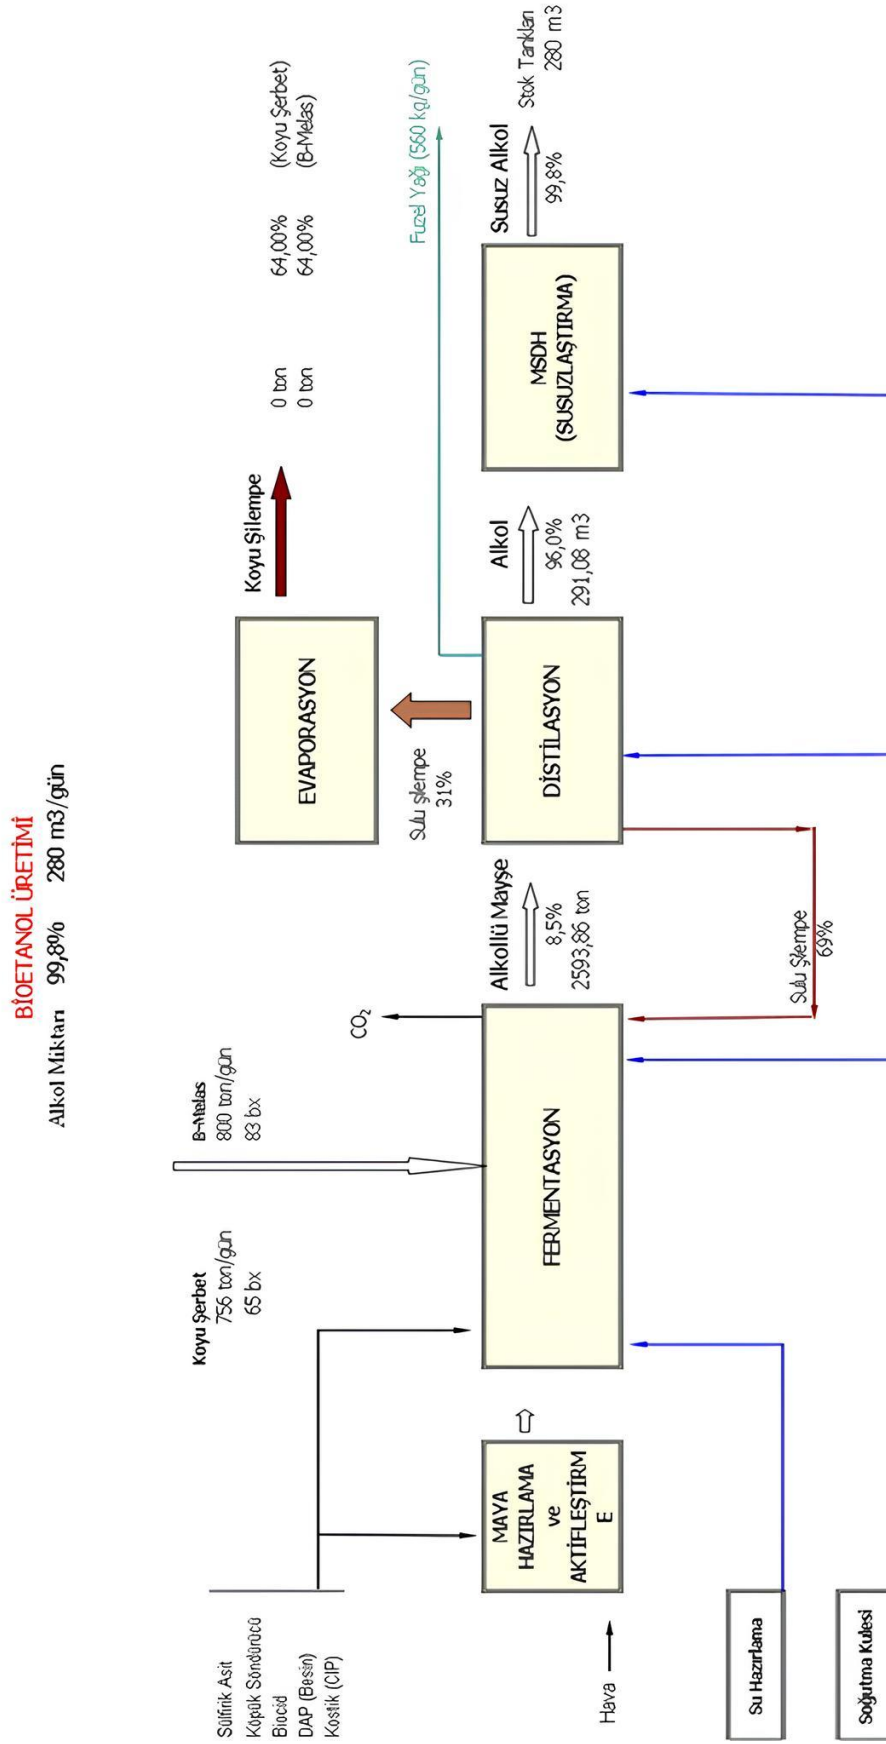 BİOETANOL ÜRETİMİ
Alkol Miktarı 99,8% 280 m3/gün
Koyu Şerbet
756 ton/gün
65 bx
B-Melas
800 ton/gün
83 bx
Sülfirik Asit
Köpük Söndürücü
Biocid
DAP (Besin)
Kostik (CIP)
Hava
MAYA
HAZIRLAMA
ve
AKTİFLEŞTİRM
E
FERMENTASYON
CO2
Alkollü Mayşe
8,5%
2593,86 ton
Sulu şlempe
31%
EVAPORASYON
Koyu Şilempe
0 ton 64,00% (Koyu Şerbet)
0 ton 64,00% (B-Melas)
DİSTİLASYON
Fuzel Yağı (560 kg/gün)
Alkol
96,0%
291,08 m3
MSDH
(SUSUZLAŞTIRMA)
Susuz Alkol
99,8%
Stok Tankları
280 m3
Sulu Şlempe
69%
Su Hazırlama
Soğutma Kulesi